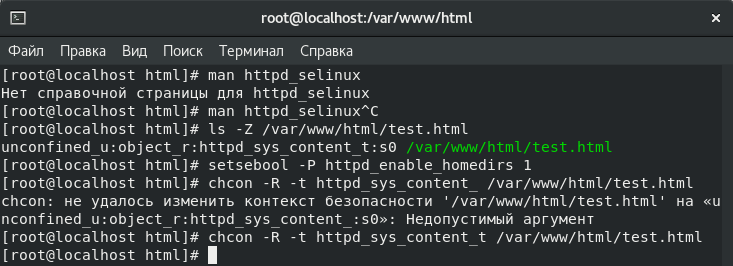 root@localhost:/var/www/html
Файл Правка Вид Поиск Терминал Справка
[root@localhost html]# man httpd_selinux
Нет справочной страницы для httpd_selinux
[root@localhost html]# man httpd_selinux^C
[root@localhost html]# ls -Z /var/www/html/test.html
unconfined_u:object_r:httpd_sys_content_t:s0 /var/www/html/test.html
[root@localhost html]# setsebool -P httpd_enable_homedirs 1
[root@localhost html]# chcon -R -t httpd_sys_content_ /var/www/html/test.html
chcon: не удалось изменить контекст безопасности '/var/www/html/test.html' на «u
nconfined_u:object_r:httpd_sys_content_:s0»: Недопустимый аргумент
[root@localhost html]# chcon -R -t httpd_sys_content_t /var/www/html/test.html
[root@localhost html]#